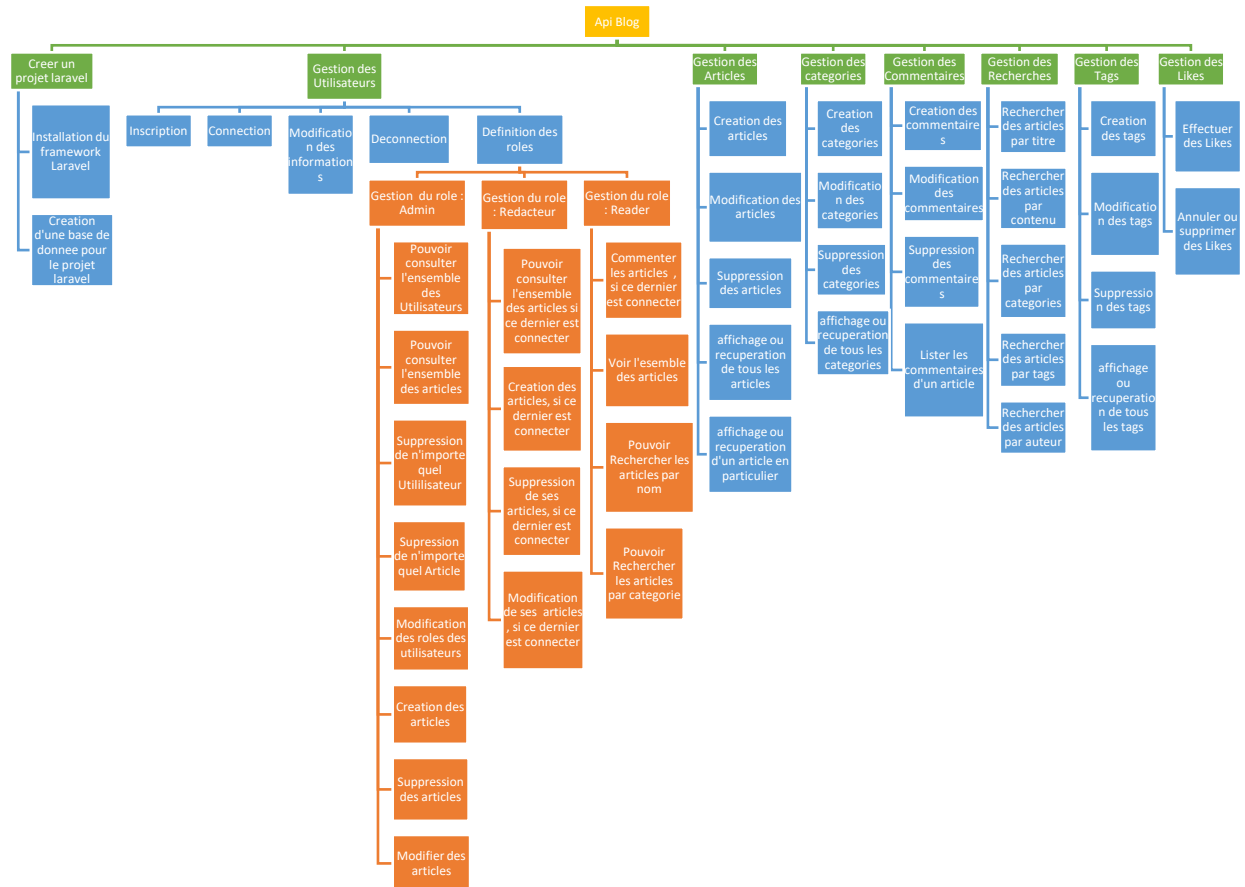 Api Blog
Creer un
projet laravel
Installation du
framework
Laravel
Creation
d'une base de
donnee pour
le projet
laravel
Gestion des
Utilisateurs
Inscription
Connection
Modificatio
n des
information
s
Deconnection
Definition des
roles
Gestion du role :
Admin
Pouvoir
consulter
l'ensemble
des
Utilisateurs
Pouvoir
consulter
l'ensemble
des articles
Suppression
de n'importe
quel
Utililisateur
Supression
de n'importe
quel Article
Modification
des roles des
utilisateurs
Creation des
articles
Suppression
des articles
Modifier des
articles
Gestion du role
: Redacteur
Pouvoir
consulter
l'ensemble
des articles si
ce dernier est
connecter
Creation des
articles, si ce
dernier est
connecter
Suppression
de ses
articles, si ce
dernier est
connecter
Modification
de ses articles
, si ce dernier
est connecter
Gestion du role
: Reader
Commenter
les articles ,
si ce dernier
est connecter
Voir l'esemble
des articles
Pouvoir
Rechercher les
articles par
nom
Pouvoir
Rechercher
les articles
par categorie
Gestion des
Articles
Creation des
articles
Modification des
articles
Suppression
des articles
affichage ou
recuperation
de tous les
articles
affichage ou
recuperation
d'un article en
particulier
Gestion des
categories
Creation
des
categories
Modificatio
n des
categories
Suppression
des
categories
affichage ou
recuperation
de tous les
categories
Gestion des
Commentaires
Creation des
commentaire
s
Modification
des
commentaires
Suppression
des
commentaire
s
Lister les
commentaires
d'un article
Gestion des
Recherches
Rechercher
des articles
par titre
Rechercher
des articles
par
contenu
Rechercher
des articles
par
categories
Rechercher
des articles
par tags
Rechercher
des articles
par auteur
Gestion des
Tags
Creation
des tags
Modificatio
n des tags
Suppressio
n des tags
affichage
ou
recuperatio
n de tous
les tags
Gestion des
Likes
Effectuer
des Likes
Annuler ou
supprimer
des Likes